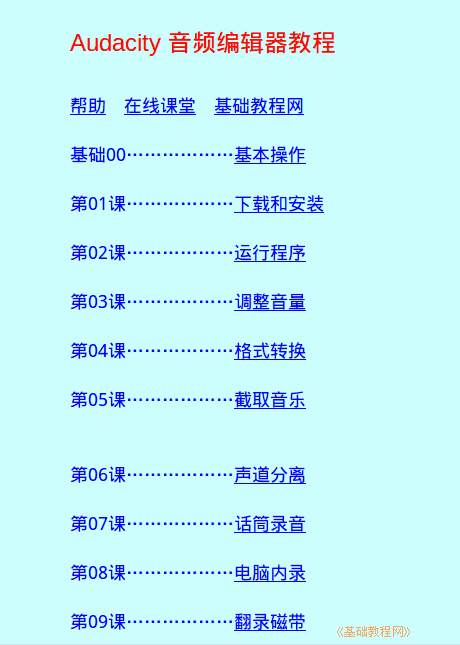 Audacity 音频编辑器教程
帮助 在线课堂 基础教程网
基础00………………基本操作
第01课………………下载和安装
第02课………………运行程序
第03课………………调整音量
第04课………………格式转换
第05课………………截取音乐
第06课………………声道分离
第07课………………话筒录音
第08课………………电脑内录
第09课………………翻录磁带
《基础教程网》